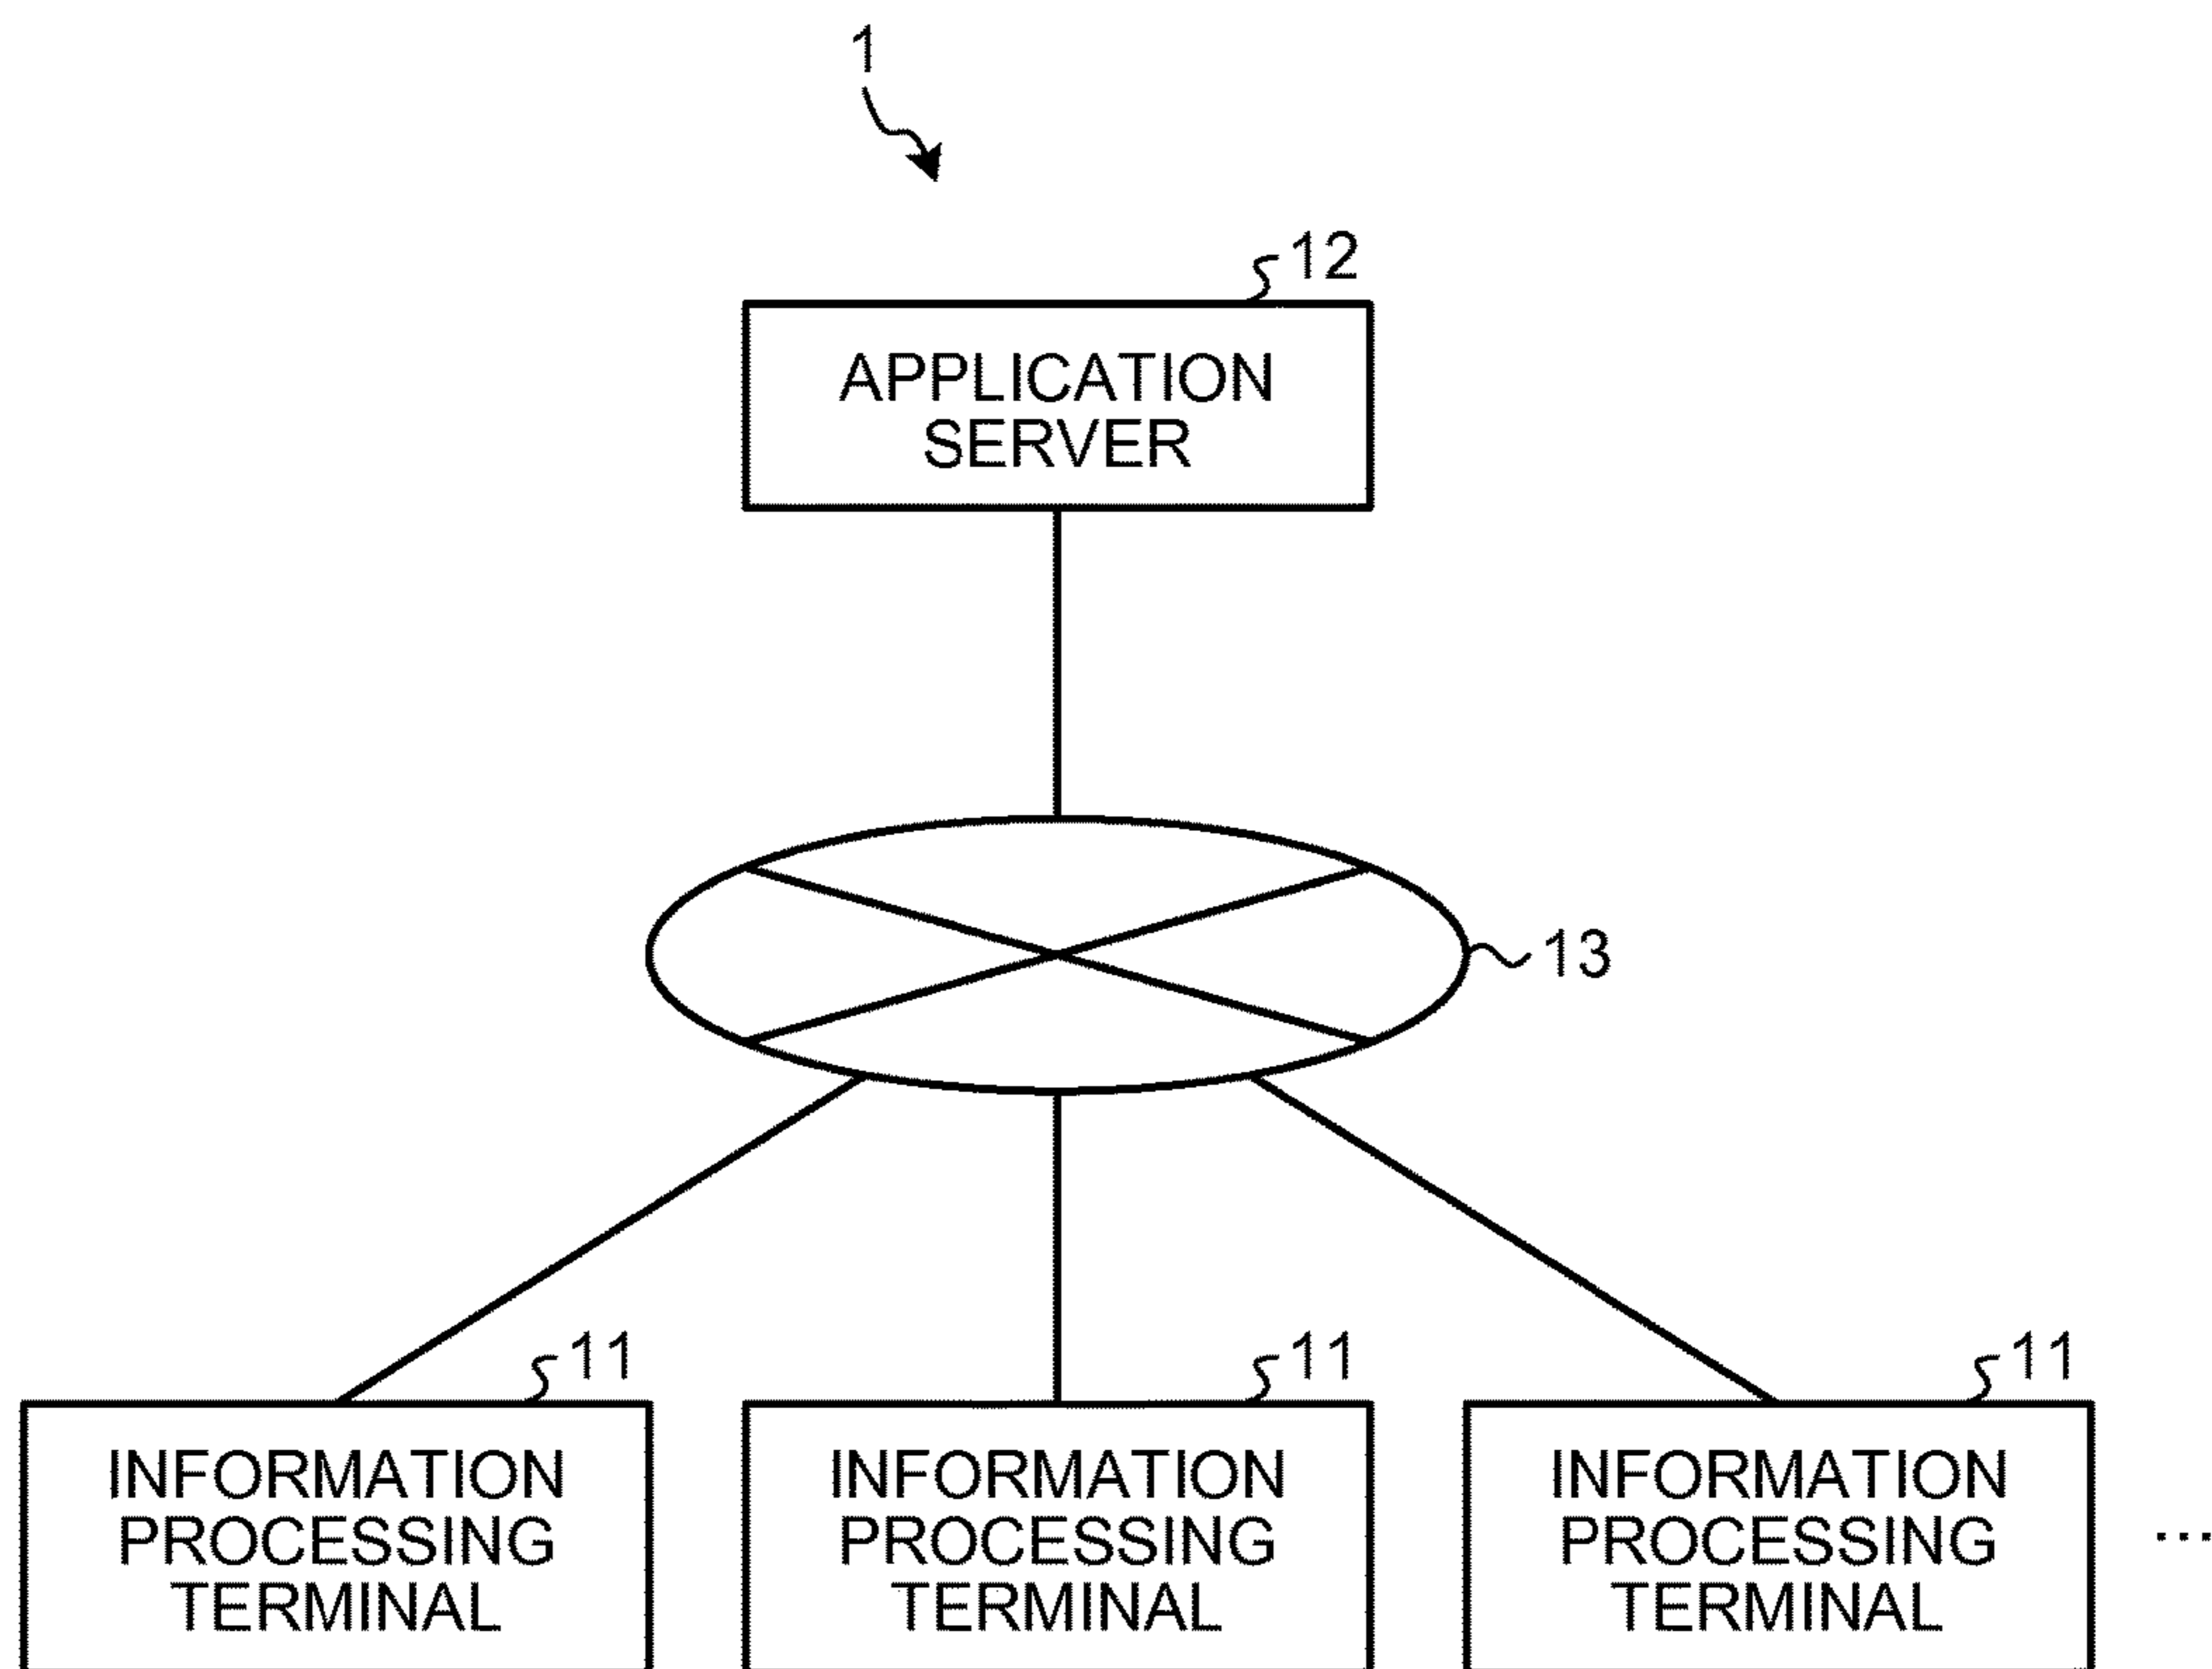 1
12
APPLICATION
SERVER
13
11
11
11
INFORMATION
PROCESSING
TERMINAL
INFORMATION
PROCESSING
TERMINAL
INFORMATION
PROCESSING
TERMINAL
...